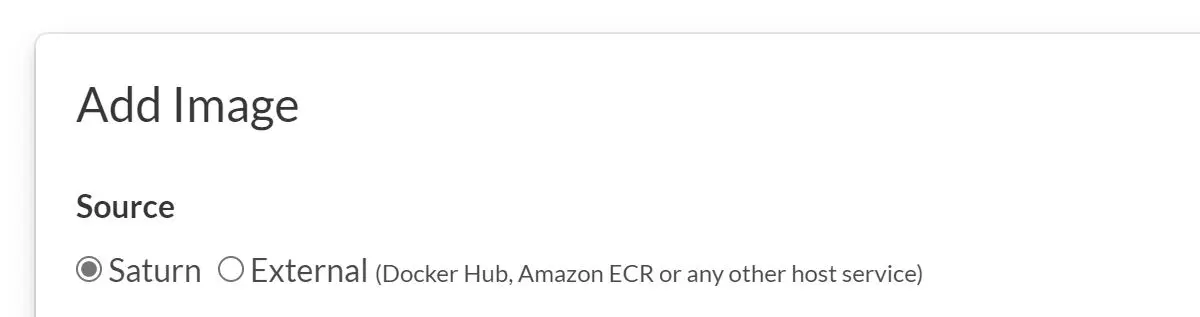 Add Image
Source
Saturn External (Docker Hub, Amazon ECR or any other host service)